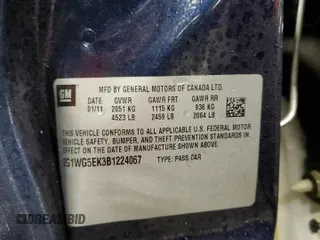 GM
MFD BY GENERAL MOTORS OF CANADA LTD.
DATE GVWR GAWR FRT GAWR RR
01/11 2051 KG 1115 KG 936 KG
4523 LB 2459 LB 2064 LB
THIS VEHICLE CONFORMS TO ALL APPLICABLE U.S. FEDERAL MOTOR
VEHICLE SAFETY, BUMPER, AND THEFT PREVENTION STANDARDS
IN EFFECT ON THE DATE OF MANUFACTURE SHOWN ABOVE.
2G1WG5EK3B1224067 TYPE: PASS CAR
DREAMBID